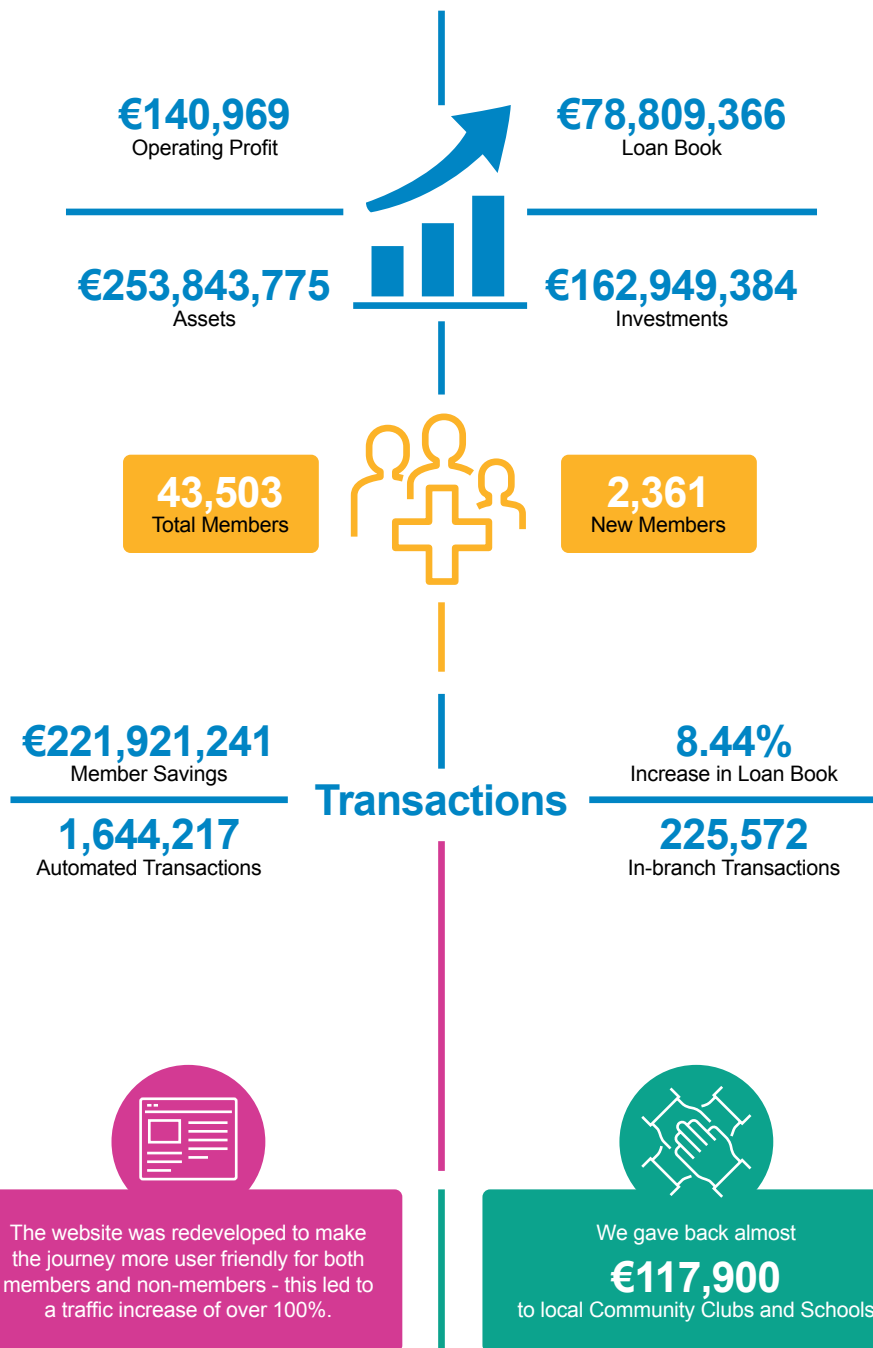 €140,969
Operating Profit
€78,809,366
Loan Book
€253,843,775
Assets
€162,949,384
Investments
43,503
Total Members
2,361
New Members
€221,921,241
Member Savings
8.44%
Increase in Loan Book
Transactions
1,644,217
Automated Transactions
225,572
In-branch Transactions
The website was redeveloped to make
the journey more user friendly for both
members and non-members - this led to
a traffic increase of over 100%.
We gave back almost
€117,900
to local Community Clubs and Schools